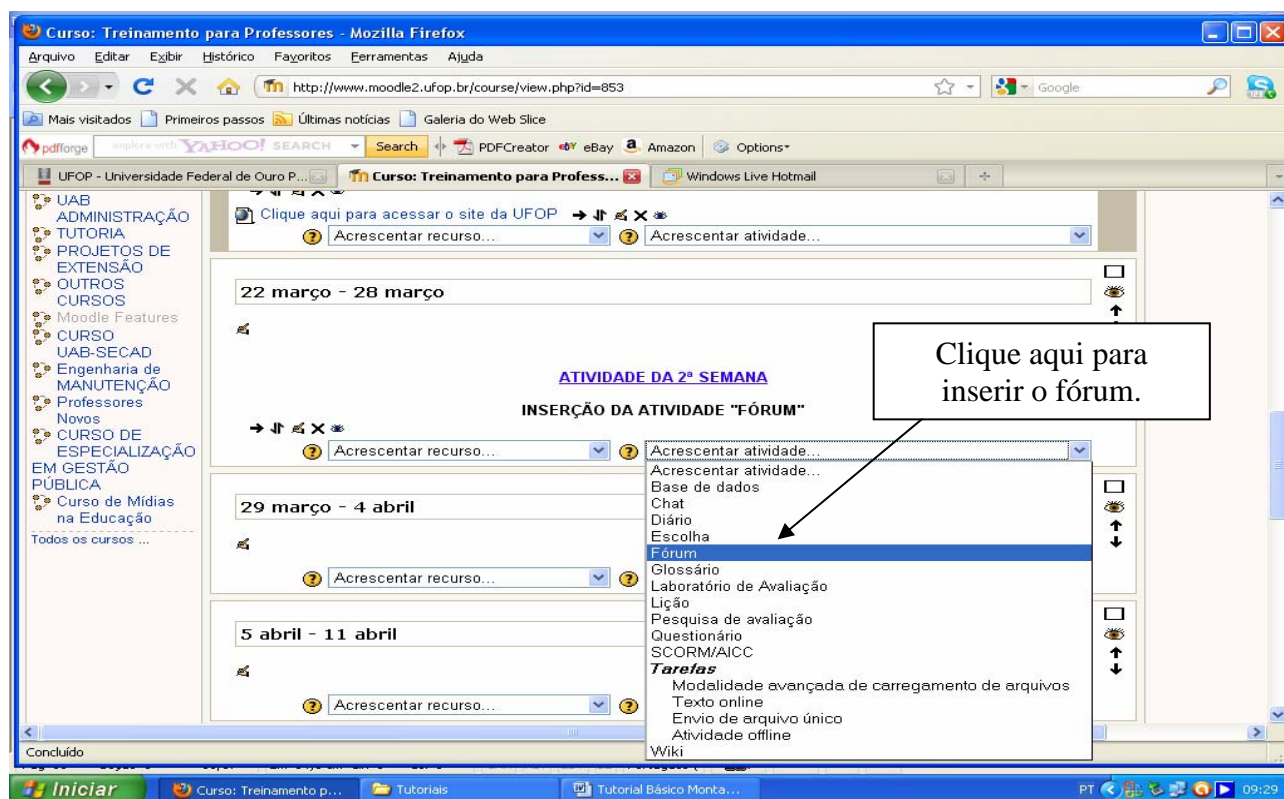 Curso: Treinamento para Professores - Mozilla Firefox
Arquivo Editar Exibir Histórico Favoritos Ferramentas Ajuda
http://www.moodle2.ufop.br/course/view.php?id=853 Google
Mais visitados Primeiros passos Últimas notícias Galeria do Web Slice
pdfforge explore with YAHOO! SEARCH Search PDFCreator eBay Amazon Options
UFOP - Universidade Federal de Ouro P... Curso: Treinamento para Profess... Windows Live Hotmail
UAB
ADMINISTRAÇÃO
TUTORIA
PROJETOS DE
EXTENSÃO
OUTROS
CURSOS
Moodle Features
CURSO
UAB-SECAD
Engenharia de
MANUTENÇÃO
Professores
Novos
CURSO DE
ESPECIALIZAÇÃO
EM GESTÃO
PÚBLICA
Curso de Mídias
na Educação
Todos os cursos ...
Clique aqui para acessar o site da UFOP
Acrescentar recurso... Acrescentar atividade...
22 março - 28 março
Clique aqui para
inserir o fórum.
ATIVIDADE DA 2ª SEMANA
INSERÇÃO DA ATIVIDADE "FÓRUM"
Acrescentar recurso... Acrescentar atividade...
Acrescentar atividade...
Base de dados
Chat
Diário
Escolha
Fórum
Glossário
Laboratório de Avaliação
Lição
Pesquisa de avaliação
Questionário
SCORM/AICC
Tarefas
Modalidade avançada de carregamento de arquivos
Texto online
Envio de arquivo único
Atividade offline
Wiki
29 março - 4 abril
Acrescentar recurso...
5 abril - 11 abril
Acrescentar recurso...
Concluído
Iniciar Curso: Treinamento p... Tutoriais Tutorial Básico Monta... PT 09:29